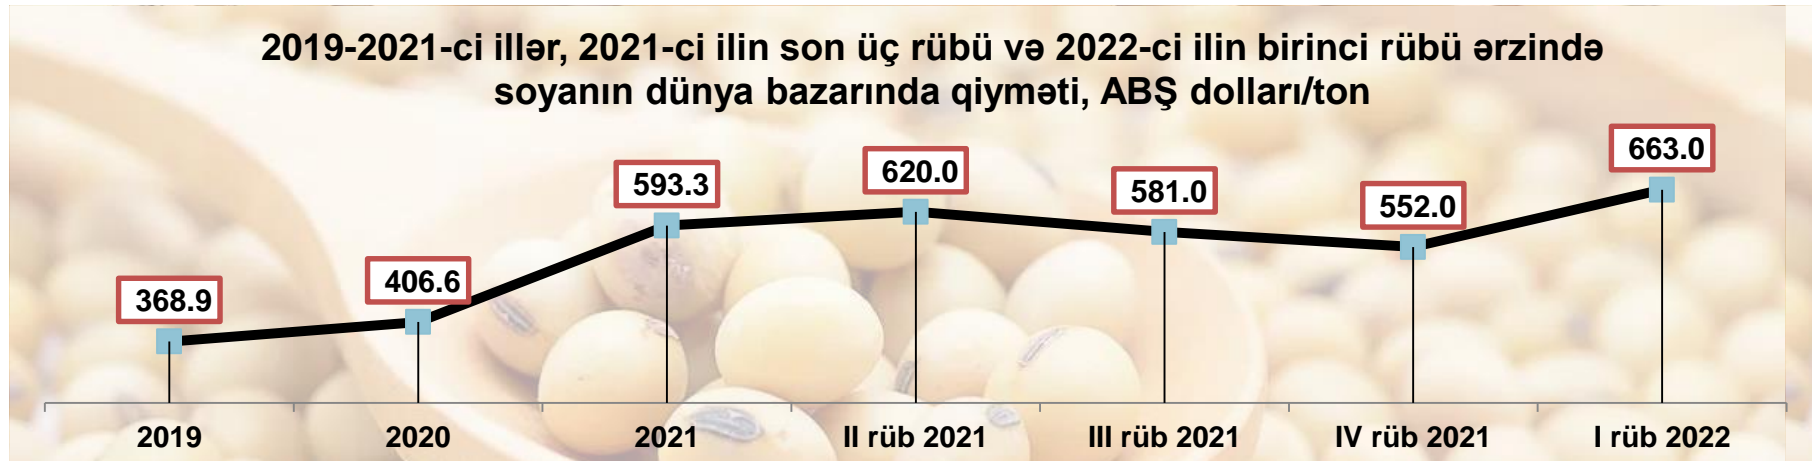 2019-2021-ci illər, 2021-ci ilin son üç rübü və 2022-ci ilin birinci rübü ərzində
soyanın dünya bazarında qiyməti, ABŞ dolları/ton
368.9
406.6
593.3
620.0
581.0
552.0
663.0
2019
2020
2021
II rüb 2021
III rüb 2021
IV rüb 2021
I rüb 2022